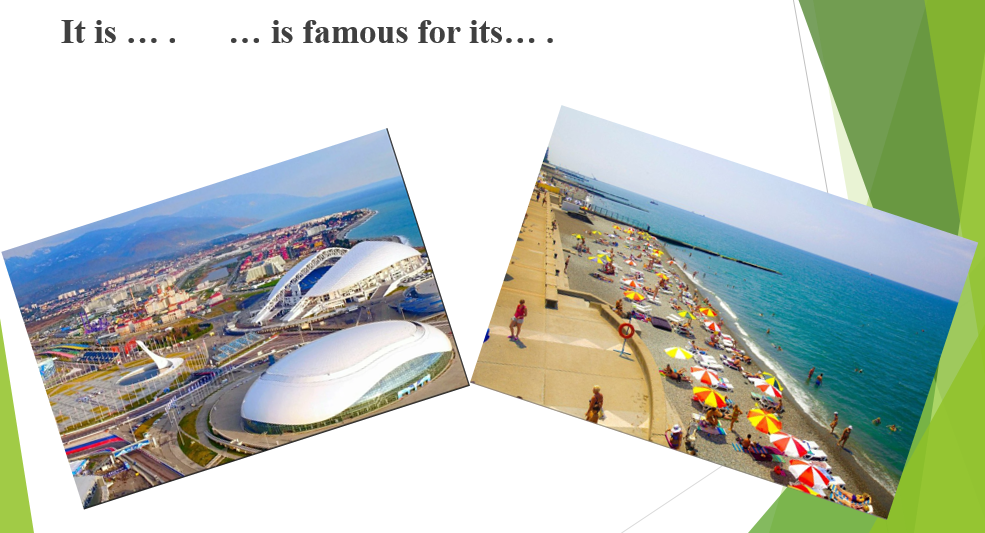 It is … . … is famous for its… .